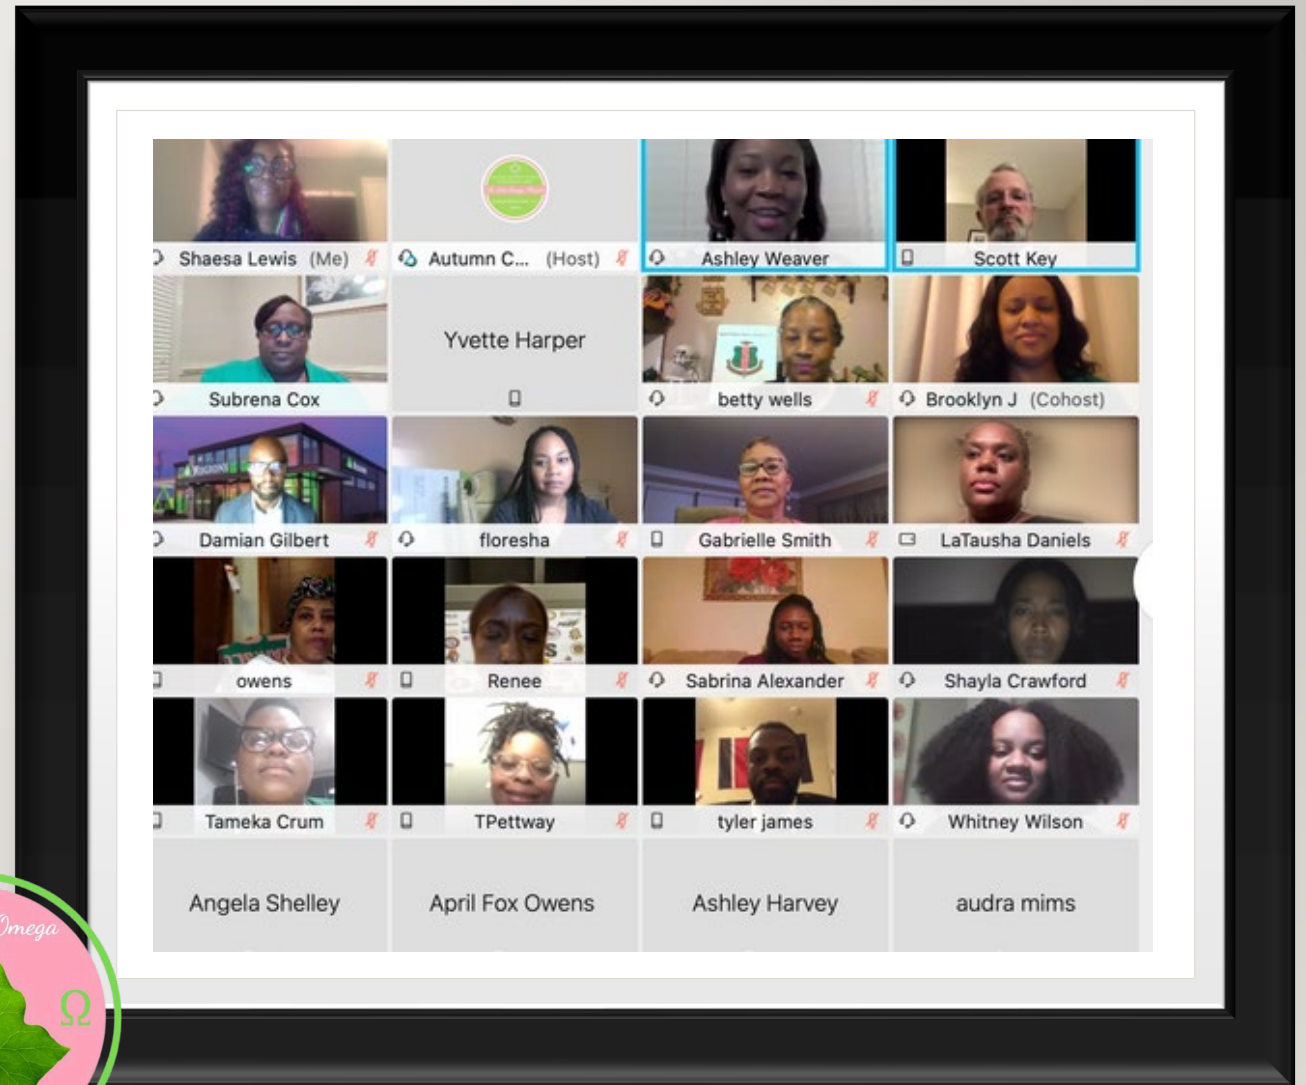 Shaesa Lewis (Me)
Autumn C... (Host)
Ashley Weaver
Scott Key
Subrena Cox
Yvette Harper
betty wells
Brooklyn J (Cohost)
REGIONS
Damian Gilbert
floresha
Gabrielle Smith
LaTausha Daniels
owens
Renee
Sabrina Alexander
Shayla Crawford
Tameka Crum
TPettway
tyler james
Whitney Wilson
Angela Shelley
April Fox Owens
Ashley Harvey
audra mims
Omega
Ω